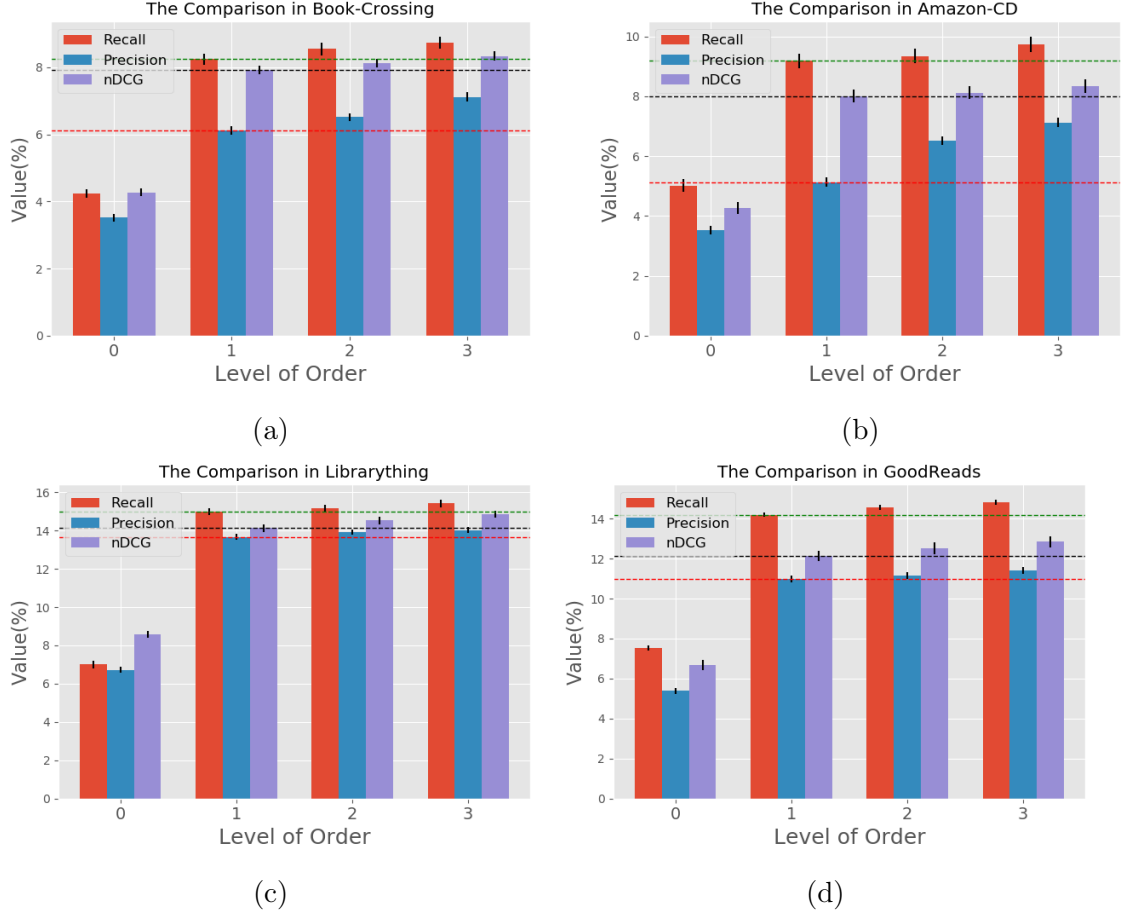 The Comparison in Book-Crossing
Recall
Precision
nDCG
Value(%)
8
6
4
2
0
0 1 2 3
Level of Order
(a)
The Comparison in Amazon-CD
Recall
Precision
nDCG
Value(%)
10
8
6
4
2
0
0 1 2 3
Level of Order
(b)
The Comparison in Librarything
Recall
Precision
nDCG
Value(%)
16
14
12
10
8
6
4
2
0
0 1 2 3
Level of Order
(c)
The Comparison in GoodReads
Recall
Precision
nDCG
Value(%)
14
12
10
8
6
4
2
0
0 1 2 3
Level of Order
(d)